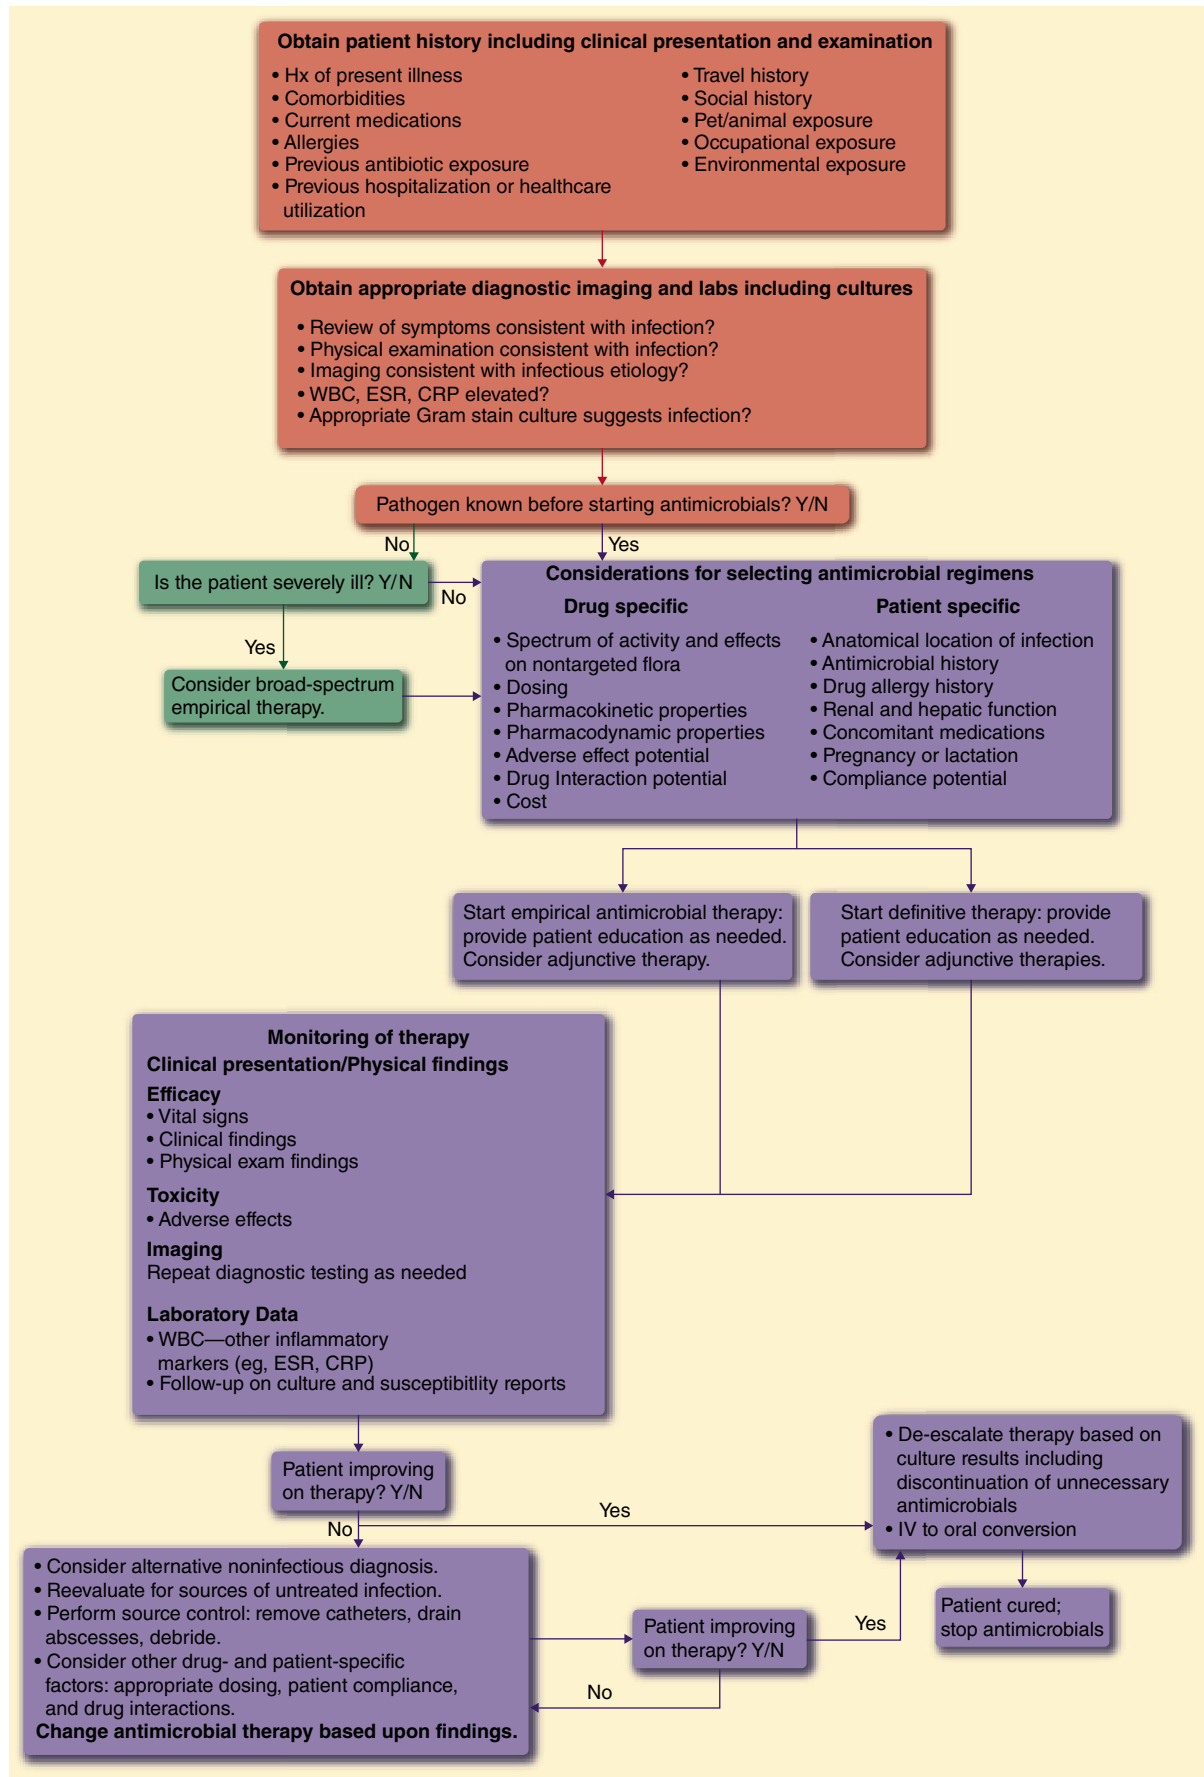 Obtain patient history including clinical presentation and examination
• Hx of present illness
• Comorbidities
• Current medications
• Allergies
• Previous antibiotic exposure
• Previous hospitalization or healthcare
utilization
• Travel history
• Social history
• Pet/animal exposure
• Occupational exposure
• Environmental exposure
Obtain appropriate diagnostic imaging and labs including cultures
• Review of symptoms consistent with infection?
• Physical examination consistent with infection?
• Imaging consistent with infectious etiology?
• WBC, ESR, CRP elevated?
• Appropriate Gram stain culture suggests infection?
Pathogen known before starting antimicrobials? Y/N
No
Yes
Is the patient severely ill? Y/N
No
Yes
Consider broad-spectrum
empirical therapy.
Considerations for selecting antimicrobial regimens
Drug specific
• Spectrum of activity and effects
on nontargeted flora
• Dosing
• Pharmacokinetic properties
• Pharmacodynamic properties
• Adverse effect potential
• Drug Interaction potential
• Cost
Patient specific
• Anatomical location of infection
• Antimicrobial history
• Drug allergy history
• Renal and hepatic function
• Concomitant medications
• Pregnancy or lactation
• Compliance potential
Start empirical antimicrobial therapy:
provide patient education as needed.
Consider adjunctive therapy.
Start definitive therapy: provide
patient education as needed.
Consider adjunctive therapies.
Monitoring of therapy
Clinical presentation/Physical findings
Efficacy
• Vital signs
• Clinical findings
• Physical exam findings
Toxicity
• Adverse effects
Imaging
Repeat diagnostic testing as needed
Laboratory Data
• WBC—other inflammatory
markers (eg, ESR, CRP)
• Follow-up on culture and susceptibitlity reports
Patient improving
on therapy? Y/N
Yes
No
• De-escalate therapy based on
culture results including
discontinuation of unnecessary
antimicrobials
• IV to oral conversion
• Consider alternative noninfectious diagnosis.
• Reevaluate for sources of untreated infection.
• Perform source control: remove catheters, drain
abscesses, debride.
• Consider other drug- and patient-specific
factors: appropriate dosing, patient compliance,
and drug interactions.
Change antimicrobial therapy based upon findings.
Patient improving
on therapy? Y/N
Yes
No
Patient cured;
stop antimicrobials